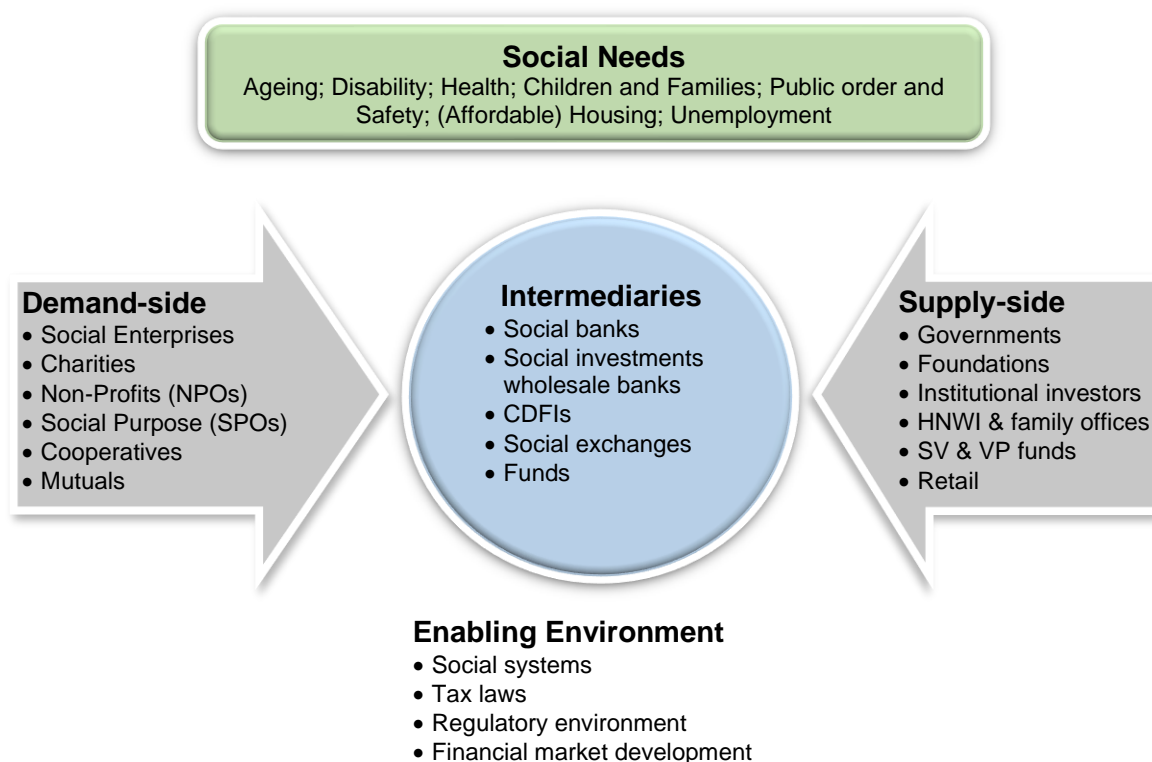 Social Needs
Ageing; Disability; Health; Children and Families; Public order and
Safety; (Affordable) Housing; Unemployment
Demand-side
• Social Enterprises
• Charities
• Non-Profits (NPOs)
• Social Purpose (SPOs)
• Cooperatives
• Mutuals
Intermediaries
• Social banks
• Social investments
wholesale banks
• CDFIs
• Social exchanges
• Funds
Supply-side
• Governments
• Foundations
• Institutional investors
• HNWI & family offices
• SV & VP funds
• Retail
Enabling Environment
• Social systems
• Tax laws
• Regulatory environment
• Financial market development